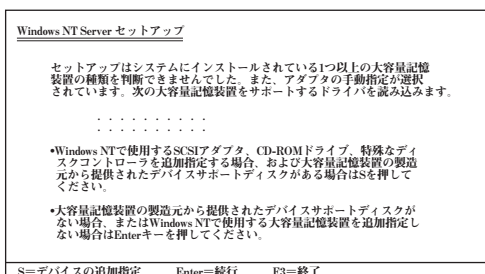 Windows NT Server セットアップ
セットアップはシステムにインストールされている1つ以上の大容量記憶
装置の種類を判断できませんでした。また、アダプタの手動指定が選択
されています。次の大容量記憶装置をサポートするドライバを読み込みます。
. . . . . . . . . .
. . . . . . . . . .
•Windows NTで使用するSCSIアダプタ、CD-ROMドライブ、特殊なディ
スクコントローラを追加指定する場合、および大容量記憶装置の製造
元から提供されたデバイスサポートディスクがある場合はSを押して
ください。
•大容量記憶装置の製造元から提供されたデバイスサポートディスクが
ない場合、またはWindows NTで使用する大容量記憶装置を追加指定し
ない場合はEnterキーを押してください。
S＝デバイスの追加指定 Enter＝続行 F3＝終了